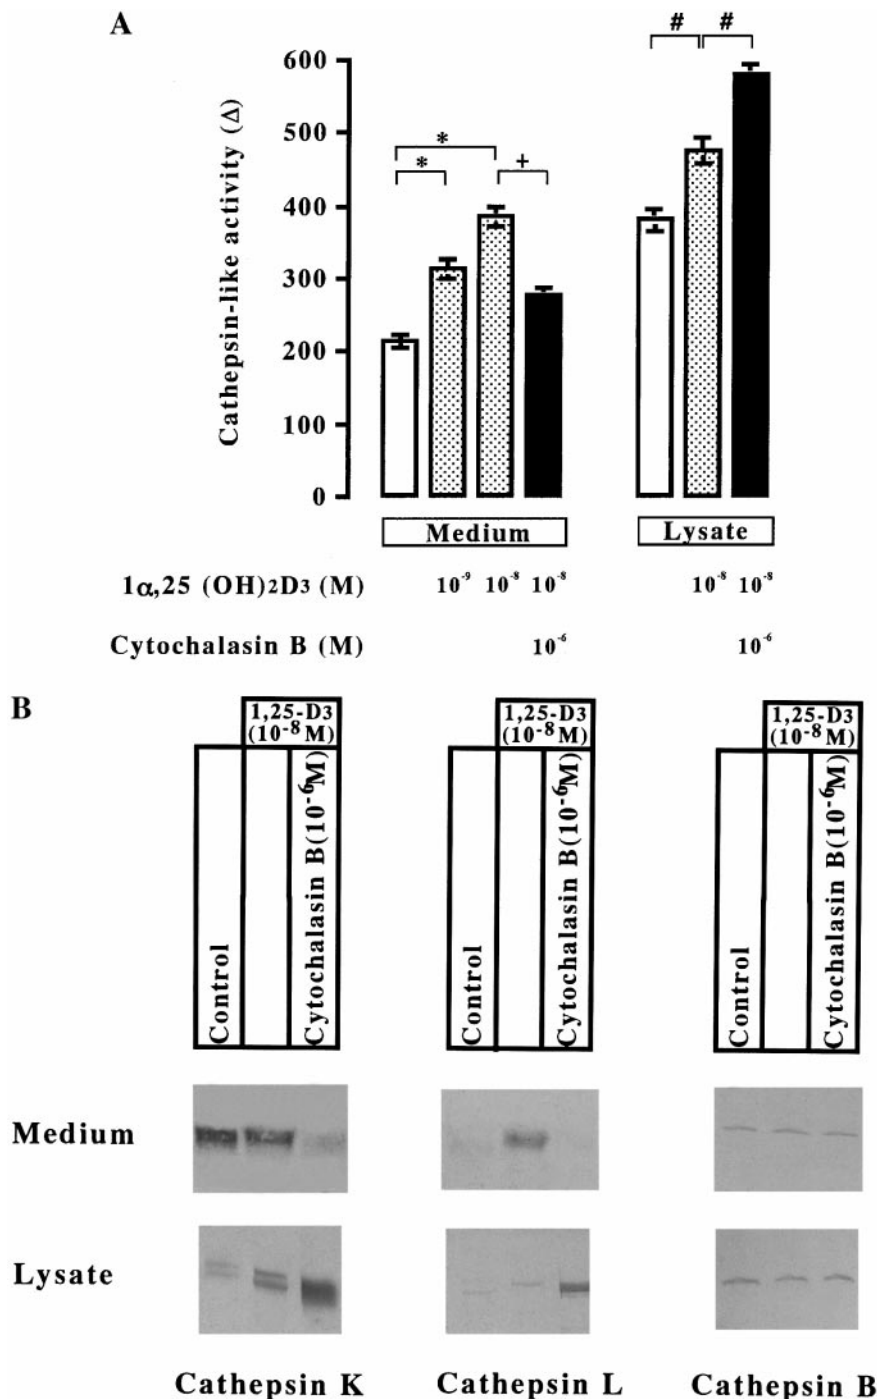 A
# #
600
500
400
300
200
100
0
Cathepsin-like activity (Δ)
*
* +
Medium Lysate
1α,25 (OH)2D3 (M) 10-9 10-8 10-8 10-8 10-8
Cytochalasin B (M) 10-6 10-6
B
1,25-D3 1,25-D3 1,25-D3
(10-8 M) (10-8 M) (10-8 M)
Control Cytochalasin B(10-6M) Control Cytochalasin B(10-6M) Control Cytochalasin B(10-6M)
Medium
Lysate
Cathepsin K Cathepsin L Cathepsin B